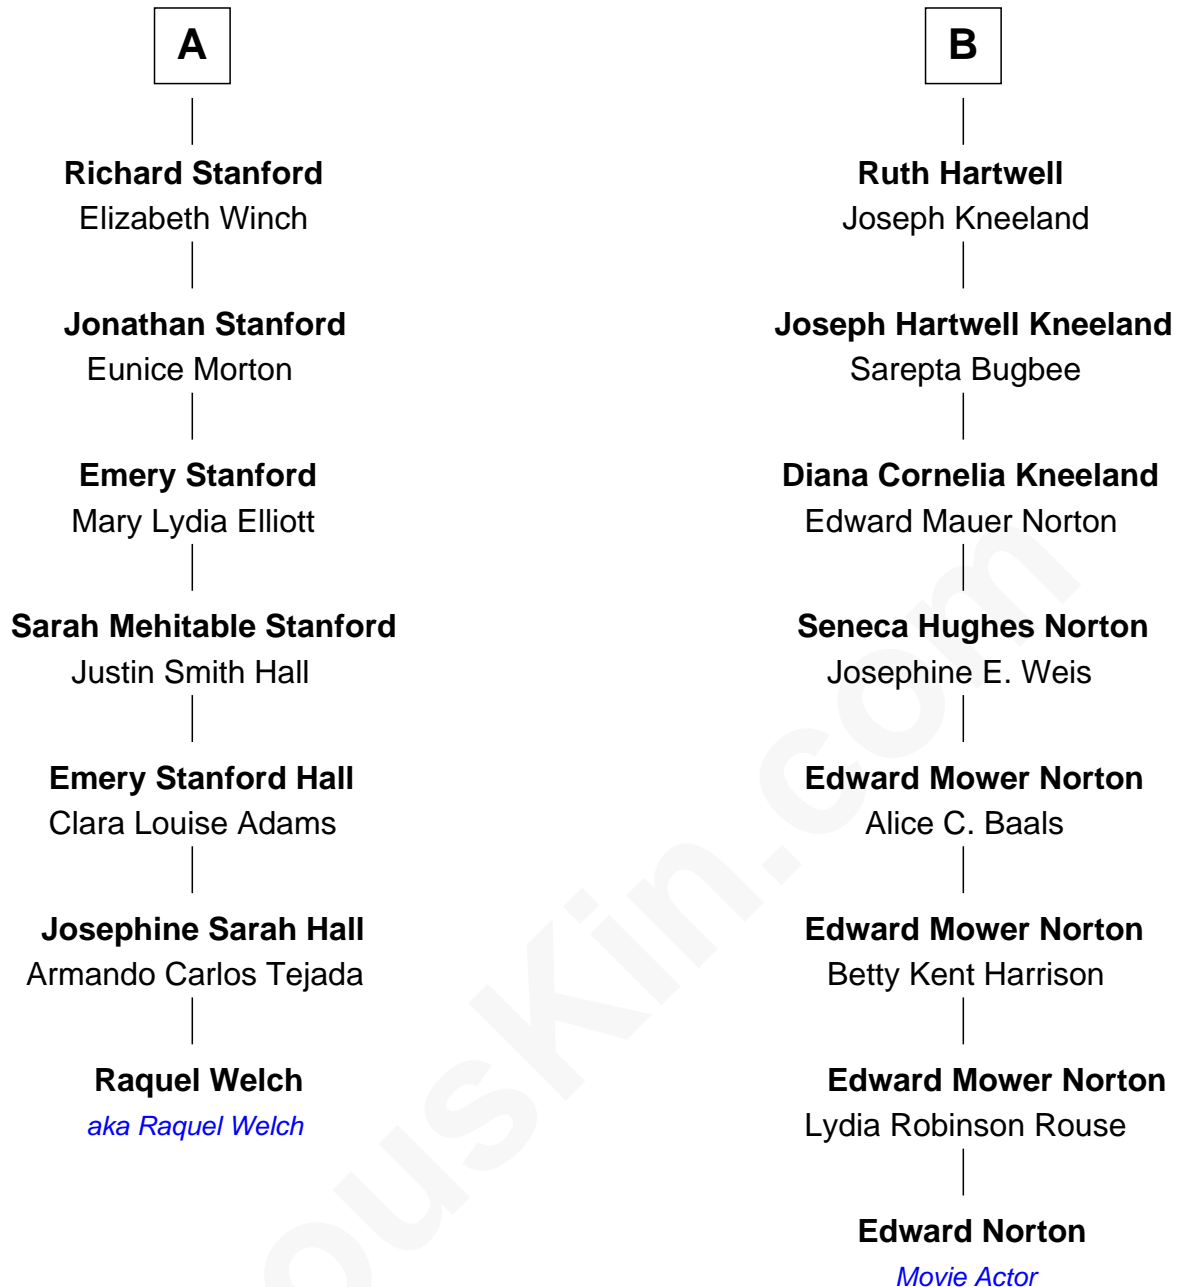 A
Richard Stanford
Elizabeth Winch
Jonathan Stanford
Eunice Morton
Emery Stanford
Mary Lydia Elliott
Sarah Mehitable Stanford
Justin Smith Hall
Emery Stanford Hall
Clara Louise Adams
Josephine Sarah Hall
Armando Carlos Tejada
Raquel Welch
aka Raquel Welch
B
Ruth Hartwell
Joseph Kneeland
Joseph Hartwell Kneeland
Sarepta Bugbee
Diana Cornelia Kneeland
Edward Mauer Norton
Seneca Hughes Norton
Josephine E. Weis
Edward Mower Norton
Alice C. Baals
Edward Mower Norton
Betty Kent Harrison
Edward Mower Norton
Lydia Robinson Rouse
Edward Norton
Movie Actor
ousKin.com